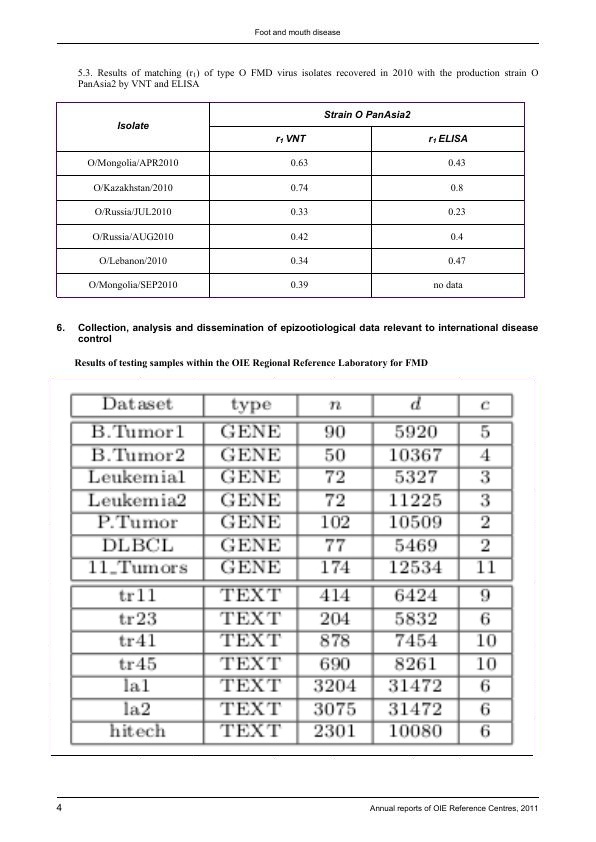 Foot and mouth disease
5.3. Results of matching (r₁) of type O FMD virus isolates recovered in 2010 with the production strain O
PanAsia2 by VNT and ELISA
Isolate
Strain O PanAsia2
r₁ VNT r₁ ELISA
O/Mongolia/APR2010 0.63 0.43
O/Kazakhstan/2010 0.74 0.8
O/Russia/JUL2010 0.33 0.23
O/Russia/AUG2010 0.42 0.4
O/Lebanon/2010 0.34 0.47
O/Mongolia/SEP2010 0.39 no data
6. Collection, analysis and dissemination of epizootiological data relevant to international disease
control
Results of testing samples within the OIE Regional Reference Laboratory for FMD
Dataset type n d c
B.Tumor1 GENE 90 5920 5
B.Tumor2 GENE 50 10367 4
Leukemia1 GENE 72 5327 3
Leukemia2 GENE 72 11225 3
P.Tumor GENE 102 10509 2
DLBCL GENE 77 5469 2
11_Tumors GENE 174 12534 11
tr11 TEXT 414 6424 9
tr23 TEXT 204 5832 6
tr41 TEXT 878 7454 10
tr45 TEXT 690 8261 10
la1 TEXT 3204 31472 6
la2 TEXT 3075 31472 6
hitech TEXT 2301 10080 6
4 Annual reports of OIE Reference Centres, 2011